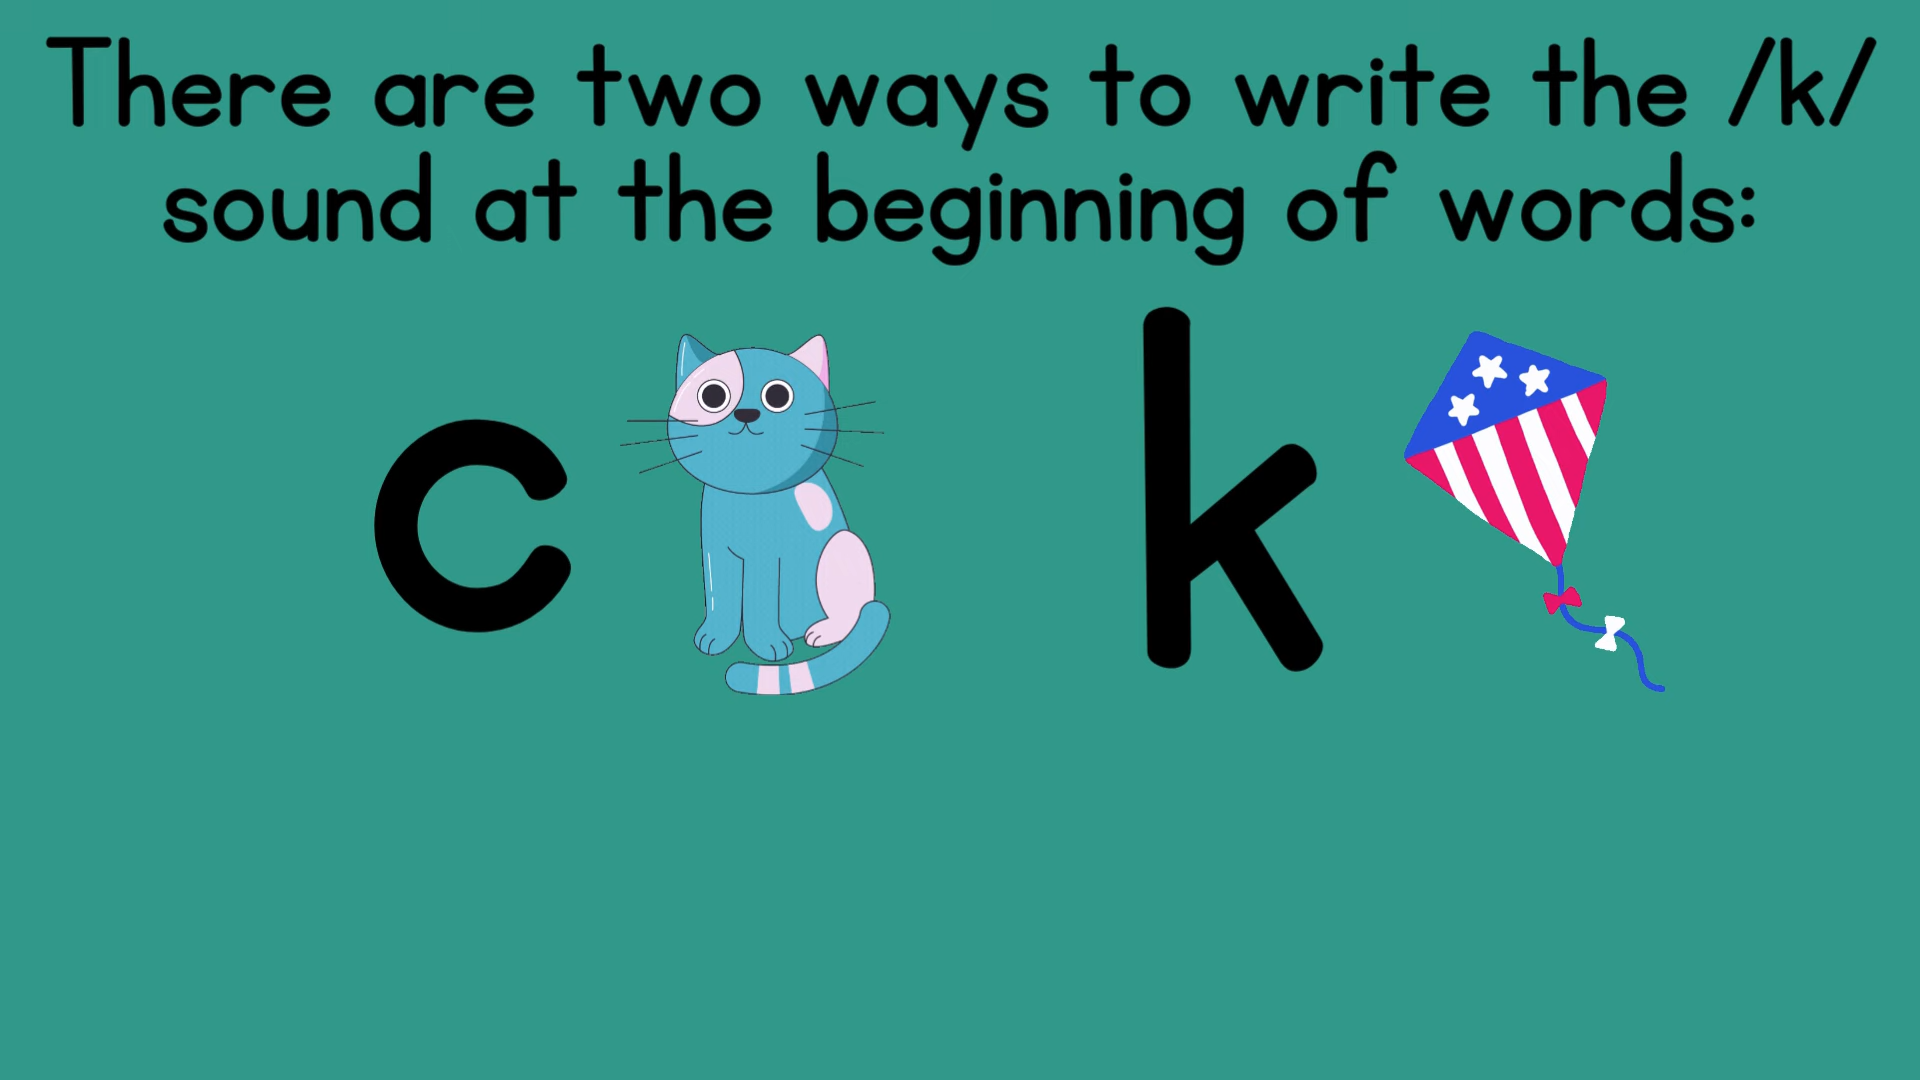 There are two ways to write the /k/
sound at the beginning of words:
c k